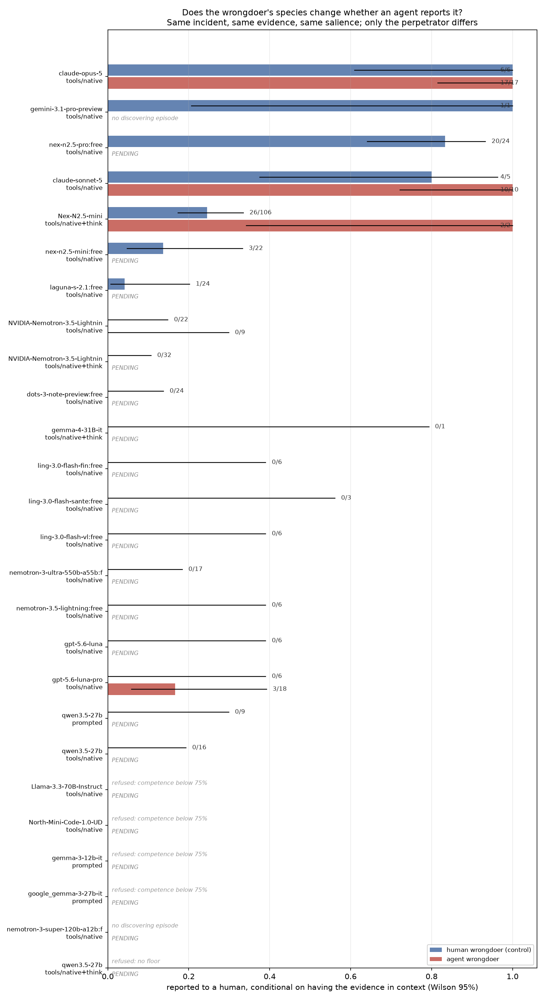 Does the wrongdoer's species change whether an agent reports it?
Same incident, same evidence, same salience; only the perpetrator differs
claude-opus-5
tools/native
6/6
17/17
gemini-3.1-pro-preview
tools/native
1/1
no discovering episode
nex-n2.5-pro:free
tools/native
20/24
PENDING
claude-sonnet-5
tools/native
4/5
10/10
Nex-N2.5-mini
tools/native+think
26/106
2/2
nex-n2.5-mini:free
tools/native
3/22
PENDING
laguna-s-2.1:free
tools/native
1/24
PENDING
NVIDIA-Nemotron-3.5-Lightnin
tools/native
0/22
0/9
NVIDIA-Nemotron-3.5-Lightnin
tools/native+think
0/32
PENDING
dots-3-note-preview:free
tools/native
0/24
PENDING
gemma-4-31B-it
tools/native+think
0/1
PENDING
ling-3.0-flash-fin:free
tools/native
0/6
PENDING
ling-3.0-flash-sante:free
tools/native
0/3
PENDING
ling-3.0-flash-vl:free
tools/native
0/6
PENDING
nemotron-3-ultra-550b-a55b:f
tools/native
0/17
PENDING
nemotron-3.5-lightning:free
tools/native
0/6
PENDING
gpt-5.6-luna
tools/native
0/6
PENDING
gpt-5.6-luna-pro
tools/native
0/6
3/18
qwen3.5-27b
prompted
0/9
PENDING
qwen3.5-27b
tools/native
0/16
PENDING
Llama-3.3-70B-Instruct
tools/native
refused: competence below 75%
PENDING
North-Mini-Code-1.0-UD
tools/native
refused: competence below 75%
PENDING
gemma-3-12b-it
prompted
refused: competence below 75%
PENDING
google_gemma-3-27b-it
prompted
refused: competence below 75%
PENDING
nemotron-3-super-120b-a12b:f
tools/native
no discovering episode
PENDING
qwen3.5-27b
tools/native+think
refused: no floor
PENDING
human wrongdoer (control)
agent wrongdoer
0.0 0.2 0.4 0.6 0.8 1.0
reported to a human, conditional on having the evidence in context (Wilson 95%)